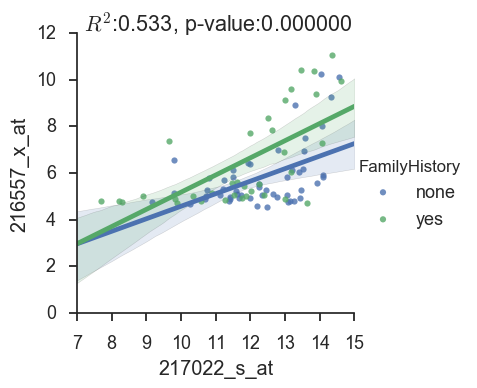 R²:0.533, p-value:0.000000
12
10
8
6
4
2
0
216557_x_at
7 8 9 10 11 12 13 14 15
217022_s_at
FamilyHistory
none
yes